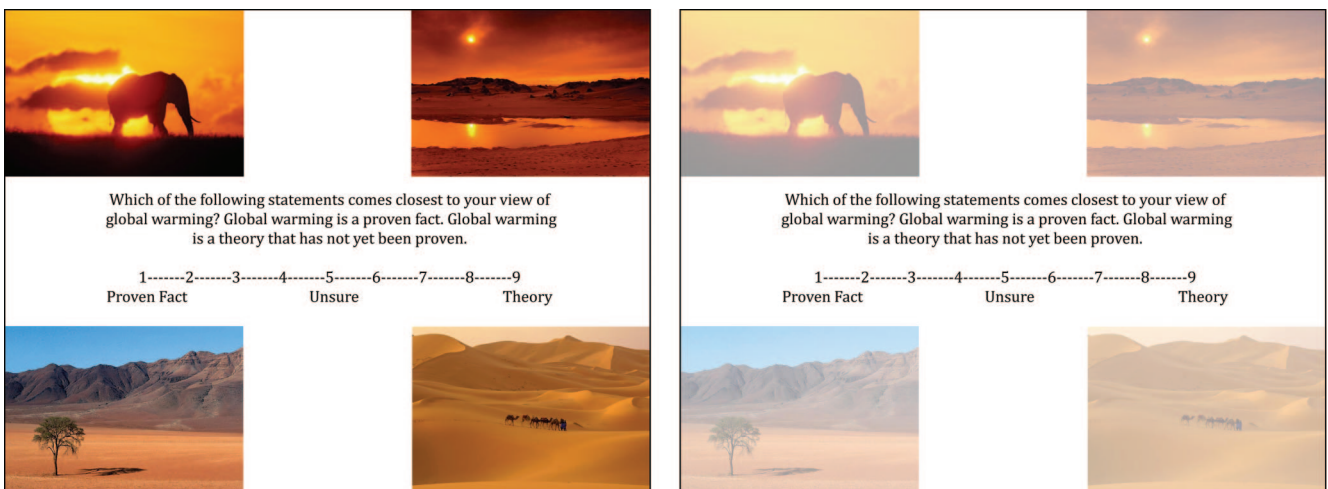 Which of the following statements comes closest to your view of
global warming? Global warming is a proven fact. Global warming
is a theory that has not yet been proven.
1-------2------3------4------5------6------7-------8------9
Proven Fact Unsure Theory
Which of the following statements comes closest to your view of
global warming? Global warming is a proven fact. Global warming
is a theory that has not yet been proven.
1-------2------3------4------5------6------7-------8------9
Proven Fact Unsure Theory